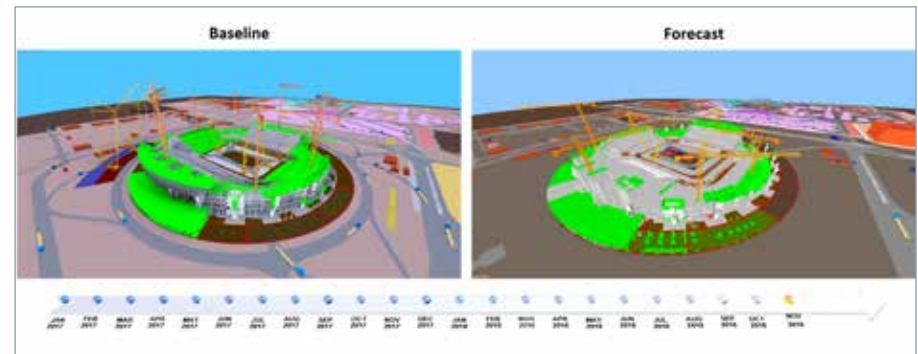 Baseline
Forecast
JAN 2017 FEB 2017 MAR 2017 APR 2017 MAY 2017 JUN 2017 JUL 2017 AUG 2017 SEP 2017 OCT 2017 NOV 2017 DEC 2017 JAN 2018 FEB 2018 MAR 2018 APR 2018 MAY 2018 JUN 2018 JUL 2018 AUG 2018 SEP 2018 OCT 2018 NOV 2018